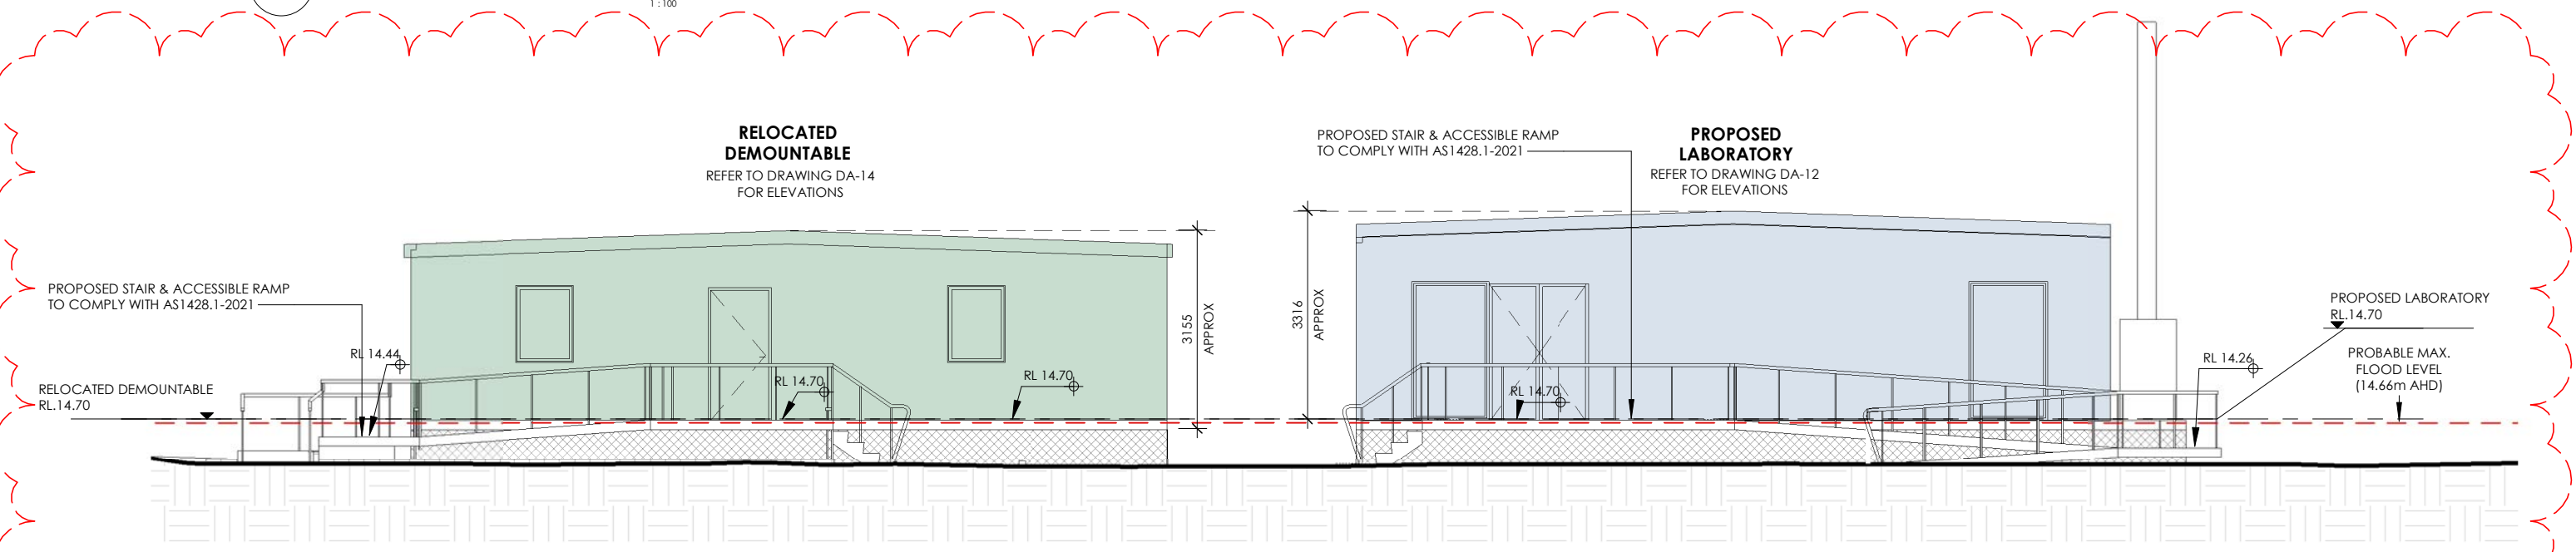 1 : 100
RELOCATED
DEMOUNTABLE
REFER TO DRAWING DA-14
FOR ELEVATIONS
PROPOSED STAIR & ACCESSIBLE RAMP
TO COMPLY WITH AS1428.1-2021
PROPOSED
LABORATORY
REFER TO DRAWING DA-12
FOR ELEVATIONS
PROPOSED STAIR & ACCESSIBLE RAMP
TO COMPLY WITH AS1428.1-2021
3155
APPROX
3316
APPROX
PROPOSED LABORATORY
RL.14.70
RL 14.44
RL 14.70
RL 14.70
RL 14.70
RL 14.26
PROBABLE MAX.
FLOOD LEVEL
(14.66m AHD)
RELOCATED DEMOUNTABLE
RL.14.70